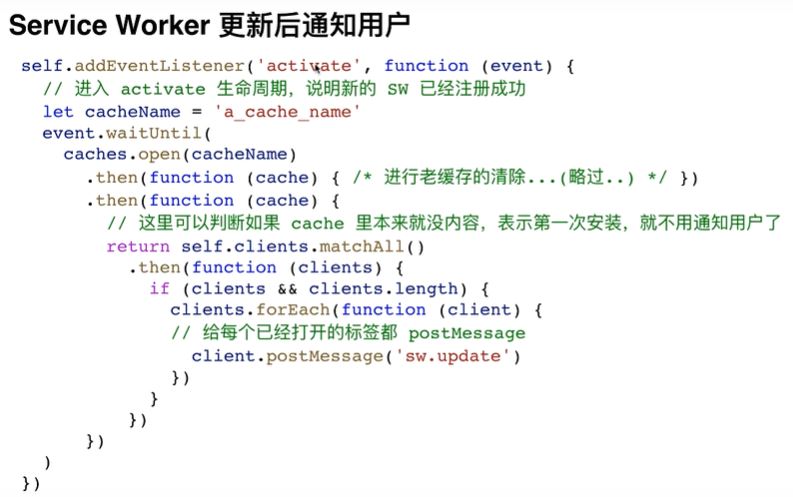 Service Worker 更新后通知用户
self.addEventListener('activate', function (event) {
  // 进入 activate 生命周期，说明新的 SW 已经注册成功
  let cacheName = 'a_cache_name'
  event.waitUntil(
    caches.open(cacheName)
      .then(function (cache) { /* 进行老缓存的清除...(略过..) */ })
      .then(function (cache) {
        // 这里可以判断如果 cache 里本来就没内容，表示第一次安装，就不用通知用户了
        return self.clients.matchAll()
          .then(function (clients) {
            if (clients && clients.length) {
              clients.forEach(function (client) {
              // 给每个已经打开的标签都 postMessage
                client.postMessage('sw.update')
              })
            }
          })
      })
  )
})